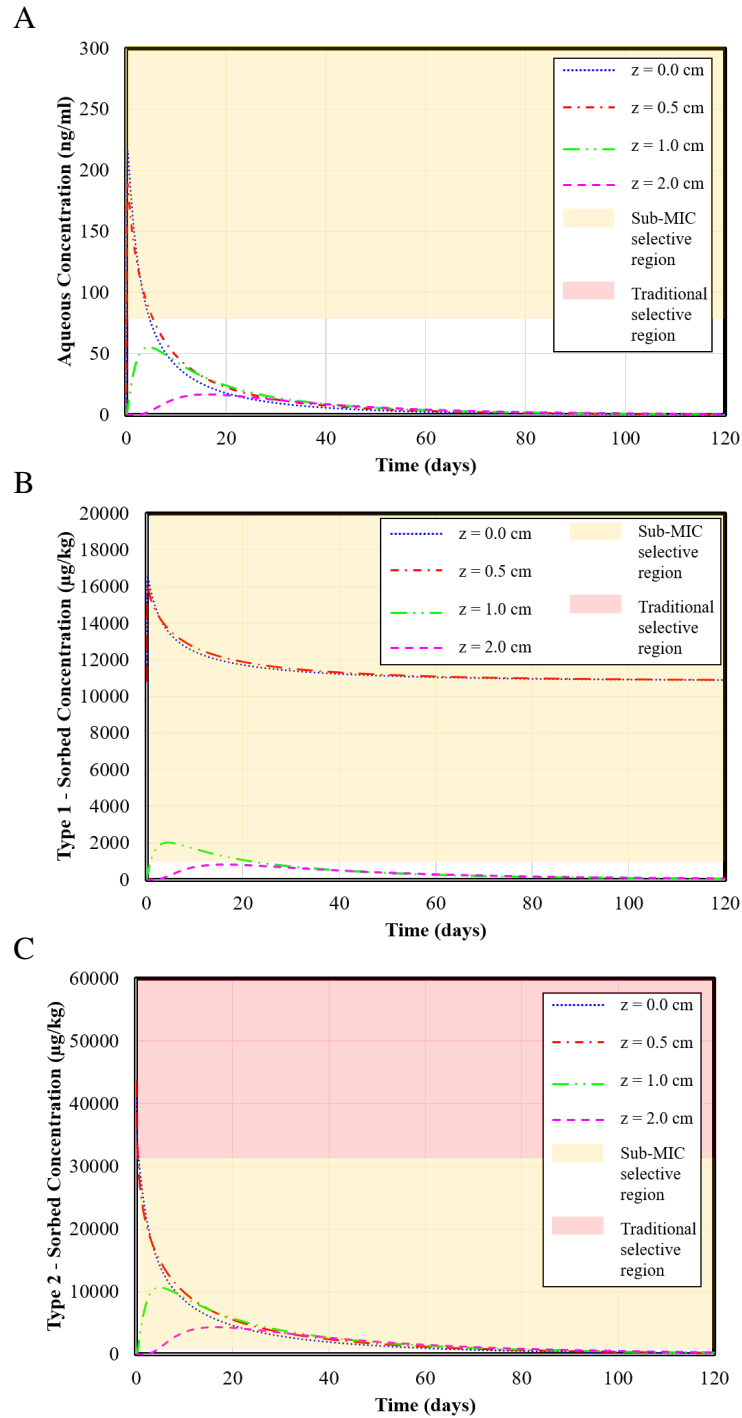 A
Aqueous Concentration (ng/ml)
300
250
200
150
100
50
0
0 20 40 60 80 100 120
Time (days)
z = 0.0 cm
z = 0.5 cm
z = 1.0 cm
z = 2.0 cm
Sub-MIC
selective
region
Traditional
selective
region
B
Type 1 - Sorbed Concentration (µg/kg)
20000
18000
16000
14000
12000
10000
8000
6000
4000
2000
0
0 20 40 60 80 100 120
Time (days)
z = 0.0 cm
z = 0.5 cm
z = 1.0 cm
z = 2.0 cm
Sub-MIC
selective
region
Traditional
selective
region
C
Type 2 - Sorbed Concentration (µg/kg)
60000
50000
40000
30000
20000
10000
0
0 20 40 60 80 100 120
Time (days)
z = 0.0 cm
z = 0.5 cm
z = 1.0 cm
z = 2.0 cm
Sub-MIC
selective
region
Traditional
selective
region